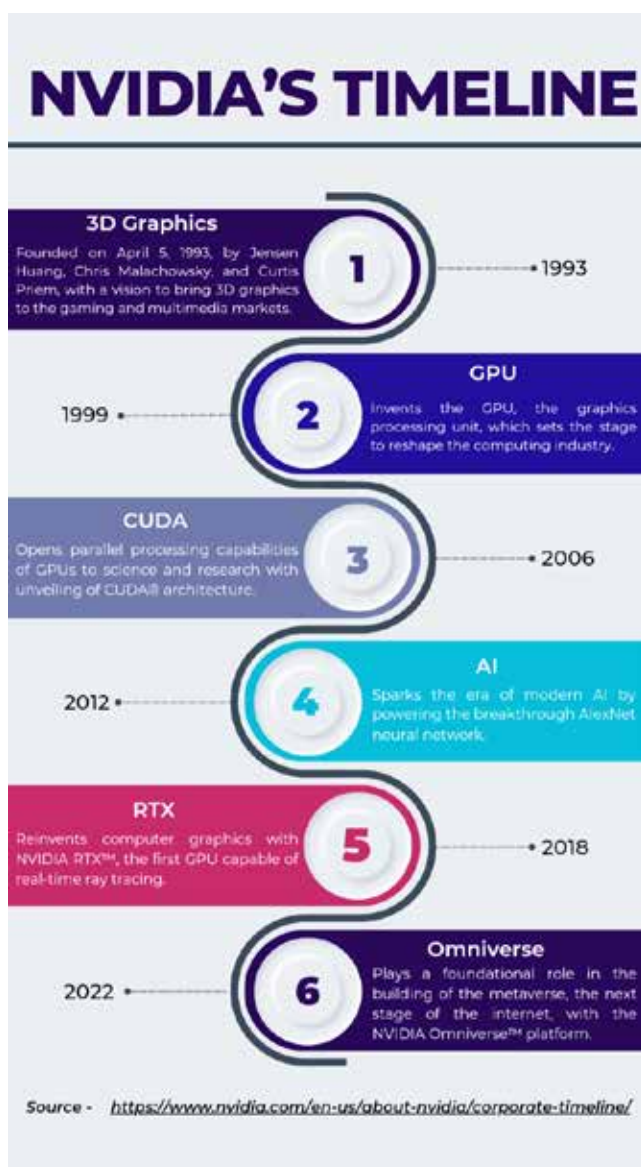 NVIDIA'S TIMELINE
3D Graphics
Founded on April 5, 1993, by Jensen
Huang, Chris Malachowsky, and Curtis
Priem, with a vision to bring 3D graphics
to the gaming and multimedia markets.
1
1993
GPU
1999
2
Invents the GPU, the graphics
processing unit, which sets the stage
to reshape the computing industry.
CUDA
Opens parallel processing capabilities
of GPUs to science and research with
unveiling of CUDA® architecture.
3
2006
AI
2012
4
Sparks the era of modern AI by
powering the breakthrough AlexNet
neural network.
RTX
Reinvents computer graphics with
NVIDIA RTX™, the first GPU capable of
real-time ray tracing.
5
2018
Omniverse
2022
6
Plays a foundational role in the
building of the metaverse, the next
stage of the internet, with the
NVIDIA Omniverse™ platform.
Source - https://www.nvidia.com/en-us/about-nvidia/corporate-timeline/